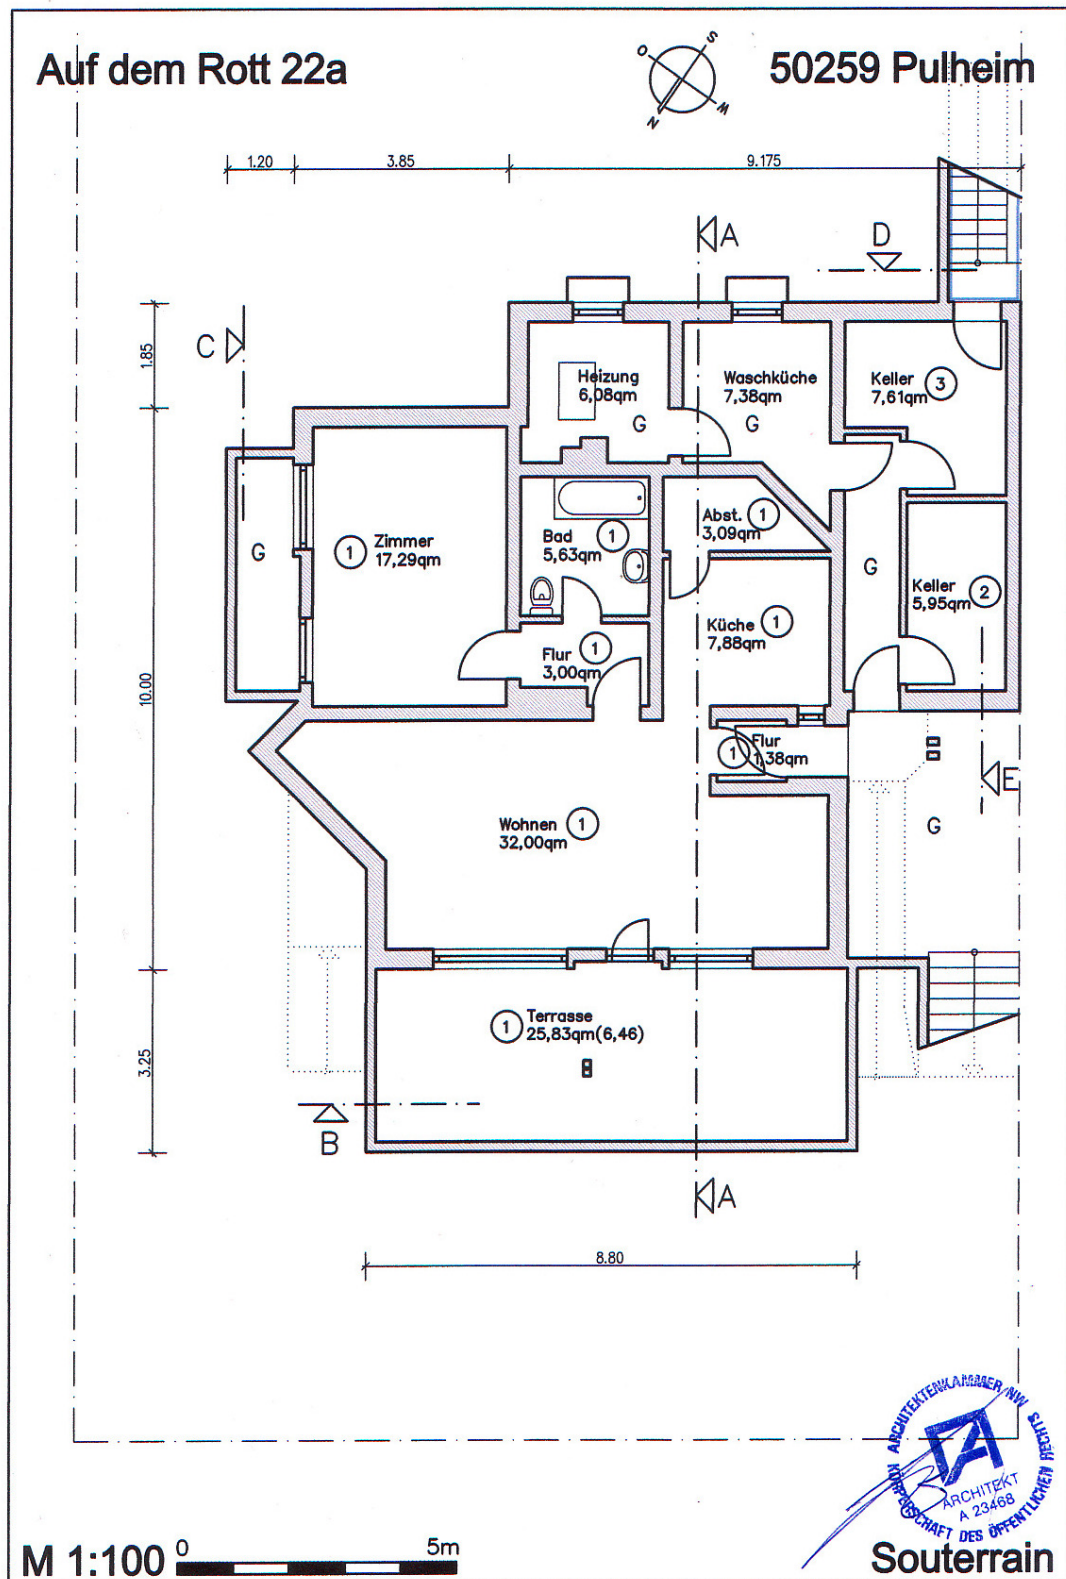 Auf dem Rott 22a
50259 Pulheim
S
O
W
N
1.20
3.85
9.175
A
D
C
1.85
Heizung
6,08qm
G
Waschküche
7,38qm
G
Keller
7,61qm
3
G
1
Zimmer
17,29qm
Bad
5,63qm
1
Abst.
3,09qm
1
G
Keller
5,95qm
2
Küche
7,88qm
1
Flur
3,00qm
1
10.00
1
Flur
1,38qm
E
G
Wohnen
32,00qm
1
1
Terrasse
25,83qm(6,46)
3.25
B
A
8.80
ARCHITEKTENKAMMER NW
KÖRPERSCHAFT DES ÖFFENTLICHEN RECHTS
ARCHITEKT
A 23468
M 1:100
0
5m
Souterrain